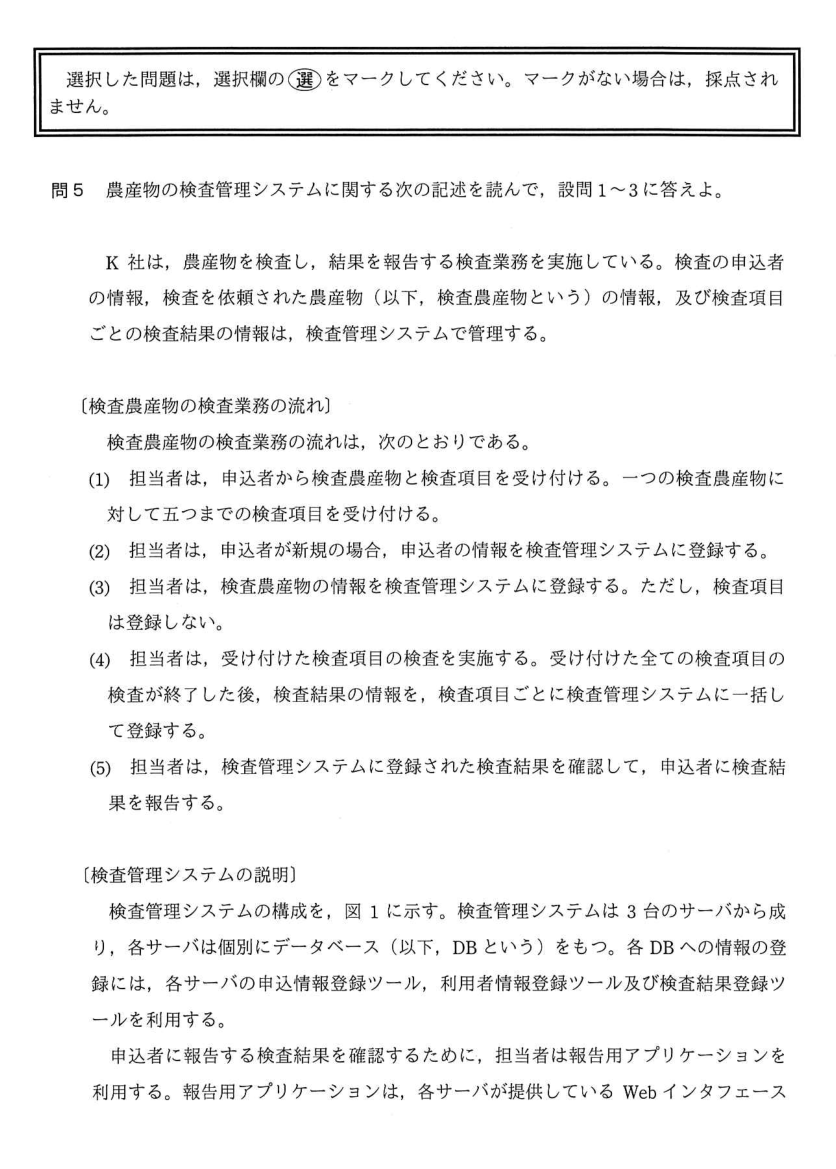 選択した問題は，選択欄の㊟をマークしてください。マークがない場合は，採点され
ません。
問5　農産物の検査管理システムに関する次の記述を読んで，設問1～3に答えよ。
K 社は，農産物を検査し，結果を報告する検査業務を実施している。検査の申込者
の情報，検査を依頼された農産物（以下，検査農産物という）の情報，及び検査項目
ごとの検査結果の情報は，検査管理システムで管理する。
〔検査農産物の検査業務の流れ〕
検査農産物の検査業務の流れは，次のとおりである。
(1)　担当者は，申込者から検査農産物と検査項目を受け付ける。一つの検査農産物に
対して五つまでの検査項目を受け付ける。
(2)　担当者は，申込者が新規の場合，申込者の情報を検査管理システムに登録する。
(3)　担当者は，検査農産物の情報を検査管理システムに登録する。ただし，検査項目
は登録しない。
(4)　担当者は，受け付けた検査項目の検査を実施する。受け付けた全ての検査項目の
検査が終了した後，検査結果の情報を，検査項目ごとに検査管理システムに一括し
て登録する。
(5)　担当者は，検査管理システムに登録された検査結果を確認して，申込者に検査結
果を報告する。
〔検査管理システムの説明〕
検査管理システムの構成を，図 1 に示す。検査管理システムは 3 台のサーバから成
り，各サーバは個別にデータベース（以下，DB という）をもつ。各 DB への情報の登
録には，各サーバの申込情報登録ツール，利用者情報登録ツール及び検査結果登録ツ
ールを利用する。
申込者に報告する検査結果を確認するために，担当者は報告用アプリケーションを
利用する。報告用アプリケーションは，各サーバが提供している Web インタフェース